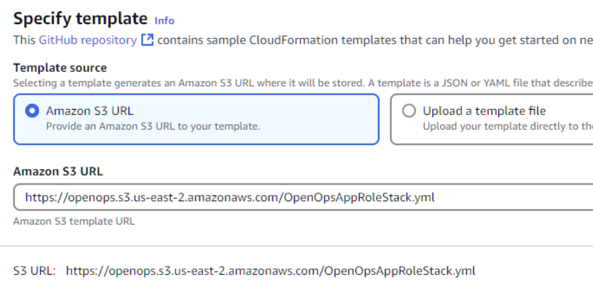 Specify template Info
This GitHub repository contains sample CloudFormation templates that can help you get started on ne
Template source
Selecting a template generates an Amazon S3 URL where it will be stored. A template is a JSON or YAML file that describe
Amazon S3 URL
Provide an Amazon S3 URL to your template.
Upload a template file
Upload your template directly to th
Amazon S3 URL
https://openops.s3.us-east-2.amazonaws.com/OpenOpsAppRoleStack.yml
Amazon S3 template URL
S3 URL: https://openops.s3.us-east-2.amazonaws.com/OpenOpsAppRoleStack.yml